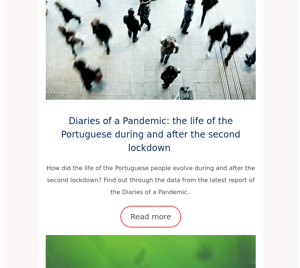 Diaries of a Pandemic: the life of the
Portuguese during and after the second
lockdown
How did the life of the Portuguese people evolve during and after the
second lockdown? Find out through the data from the latest report of
the Diaries of a Pandemic.
Read more